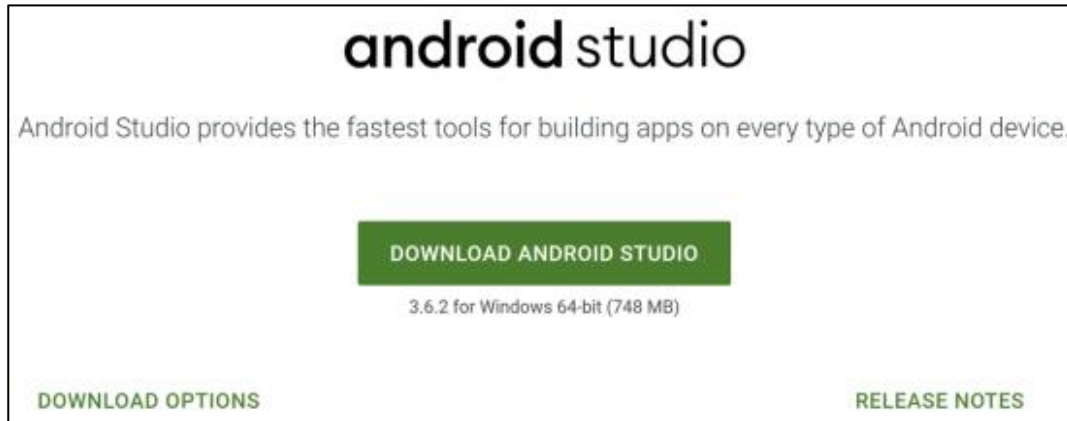 android studio
Android Studio provides the fastest tools for building apps on every type of Android device.
DOWNLOAD ANDROID STUDIO
3.6.2 for Windows 64-bit (748 MB)
DOWNLOAD OPTIONS
RELEASE NOTES